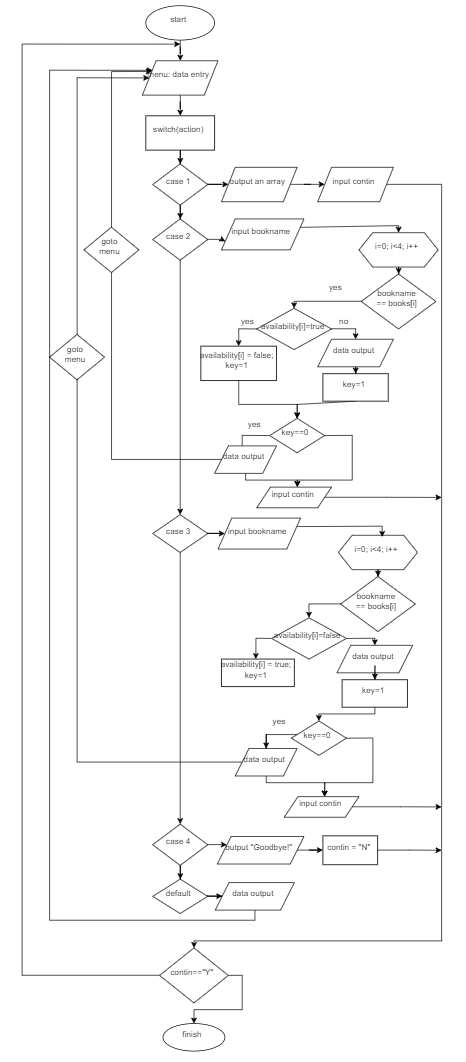 start
menu: data entry
switch(action)
case 1
output an array
input contin
case 2
input bookname
i=0; i<4; i++
goto
menu
yes
bookname
== books[i]
yes
availability[i]=true
no
availability[i] = false;
key=1
data output
goto
menu
key=1
yes
key==0
data output
input contin
case 3
input bookname
i=0; i<4; i++
bookname
== books[i]
availability[i]=false
data output
availability[i] = true;
key=1
key=1
yes
key==0
data output
input contin
case 4
output "Goodbye!"
contin = "N"
default
data output
contin=="Y"
finish